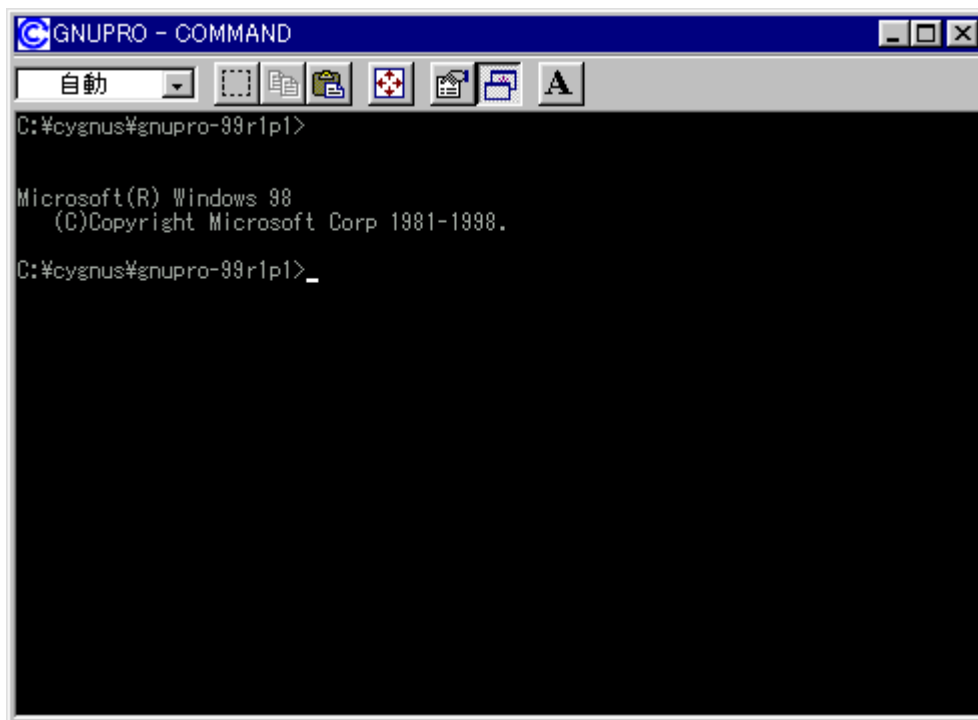 GNUPRO - COMMAND
自動
A
C:¥cygnus¥gnupro-99r1p1>
Microsoft(R) Windows 98
(C)Copyright Microsoft Corp 1981-1998.
C:¥cygnus¥gnupro-99r1p1>_